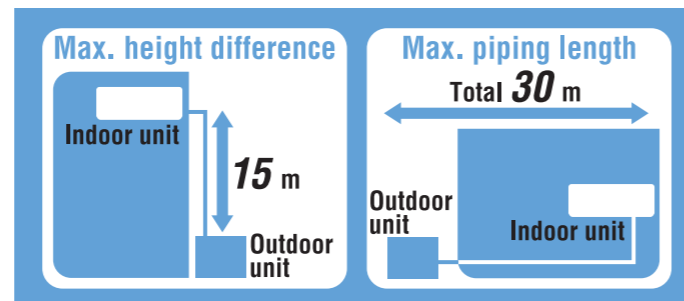 Max. height difference
Indoor unit
15 m
Outdoor
unit
Max. piping length
Total 30 m
Outdoor
unit
Indoor unit